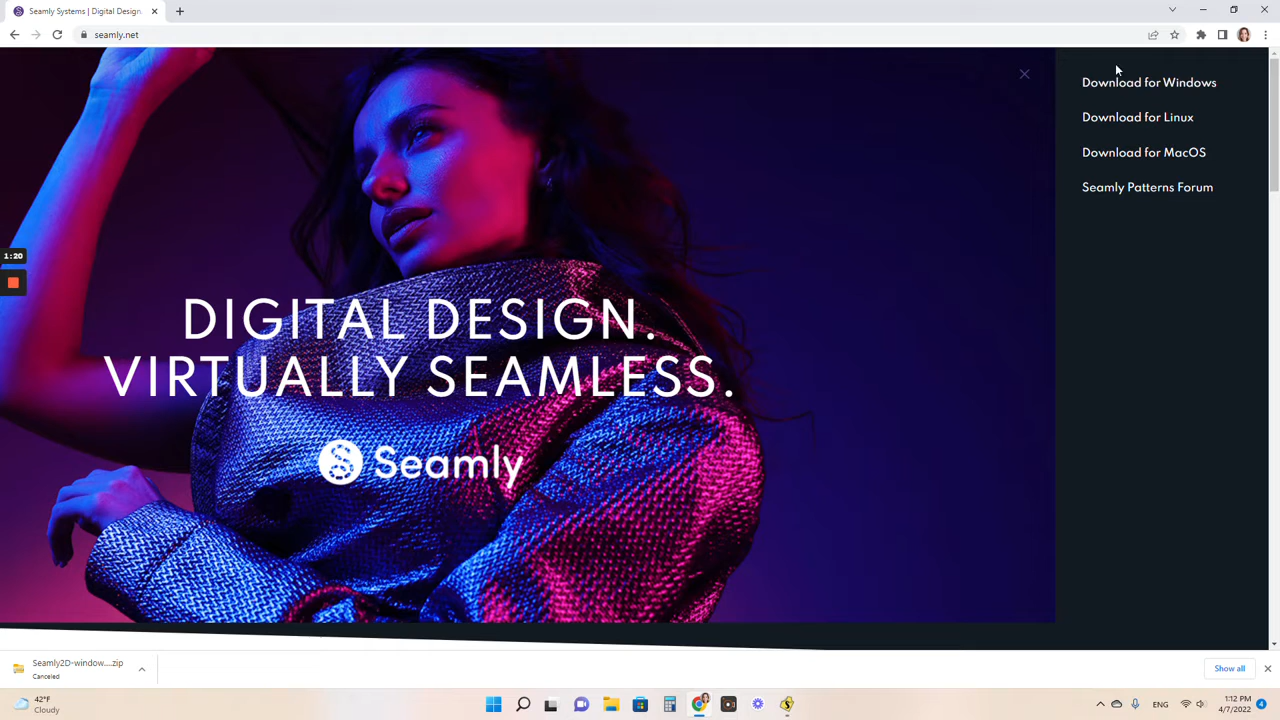 Seamly Systems | Digital Design.
seamly.net
Download for Windows
Download for Linux
Download for MacOS
Seamly Patterns Forum
1:20
DIGITAL DESIGN.
VIRTUALLY SEAMLESS.
Seamly
Seamly2D-window....zip
Canceled
Show all
42°F
Cloudy
ENG
1:12 PM
4/7/2022
4